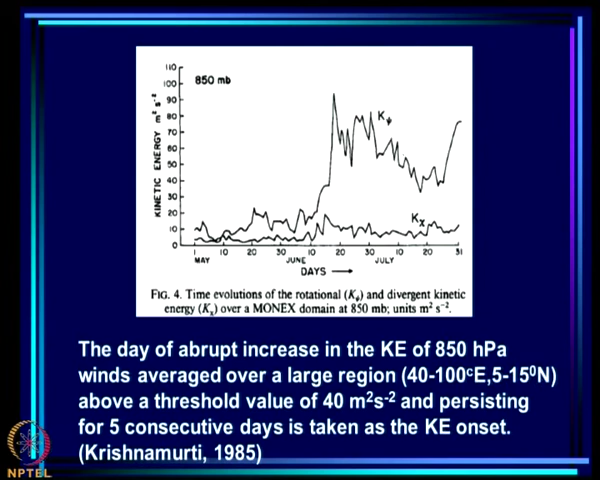 850 mb
110
100
90
80
70
60
50
40
30
20
10
0
KINETIC ENERGY m² s⁻²
Kψ
Kχ
1 10 20 30 10 20 30 10 20 31
MAY JUNE JULY
DAYS
FIG. 4. Time evolutions of the rotational (Kψ) and divergent kinetic
energy (Kχ) over a MONEX domain at 850 mb; units m² s⁻².
The day of abrupt increase in the KE of 850 hPa
winds averaged over a large region (40-100ᶜE,5-15⁰N)
above a threshold value of 40 m²s⁻² and persisting
for 5 consecutive days is taken as the KE onset.
(Krishnamurti, 1985)
NPTEL